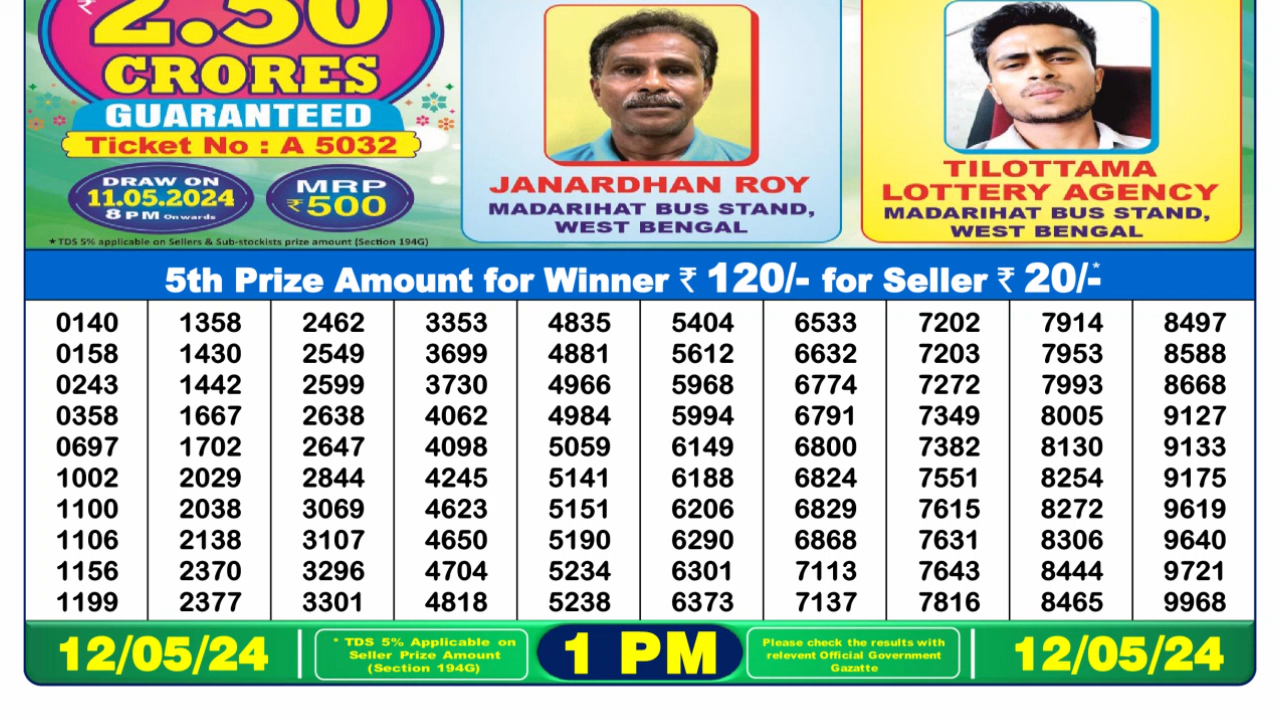 ₹ 2.50
CRORES
GUARANTEED
Ticket No : A 5032
DRAW ON
11.05.2024
8 PM Onwards
MRP
₹500
★TDS 5% applicable on Sellers & Sub-stockists prize amount (Section 194G)
JANARDHAN ROY
MADARIHAT BUS STAND,
WEST BENGAL
TILOTTAMA
LOTTERY AGENCY
MADARIHAT BUS STAND,
WEST BENGAL
5th Prize Amount for Winner ₹ 120/- for Seller ₹ 20/-*
0140 1358 2462 3353 4835 5404 6533 7202 7914 8497
0158 1430 2549 3699 4881 5612 6632 7203 7953 8588
0243 1442 2599 3730 4966 5968 6774 7272 7993 8668
0358 1667 2638 4062 4984 5994 6791 7349 8005 9127
0697 1702 2647 4098 5059 6149 6800 7382 8130 9133
1002 2029 2844 4245 5141 6188 6824 7551 8254 9175
1100 2038 3069 4623 5151 6206 6829 7615 8272 9619
1106 2138 3107 4650 5190 6290 6868 7631 8306 9640
1156 2370 3296 4704 5234 6301 7113 7643 8444 9721
1199 2377 3301 4818 5238 6373 7137 7816 8465 9968
12/05/24
* TDS 5% Applicable on
Seller Prize Amount
(Section 194G)
1 PM
Please check the results with
relevent Official Government
Gazatte
12/05/24